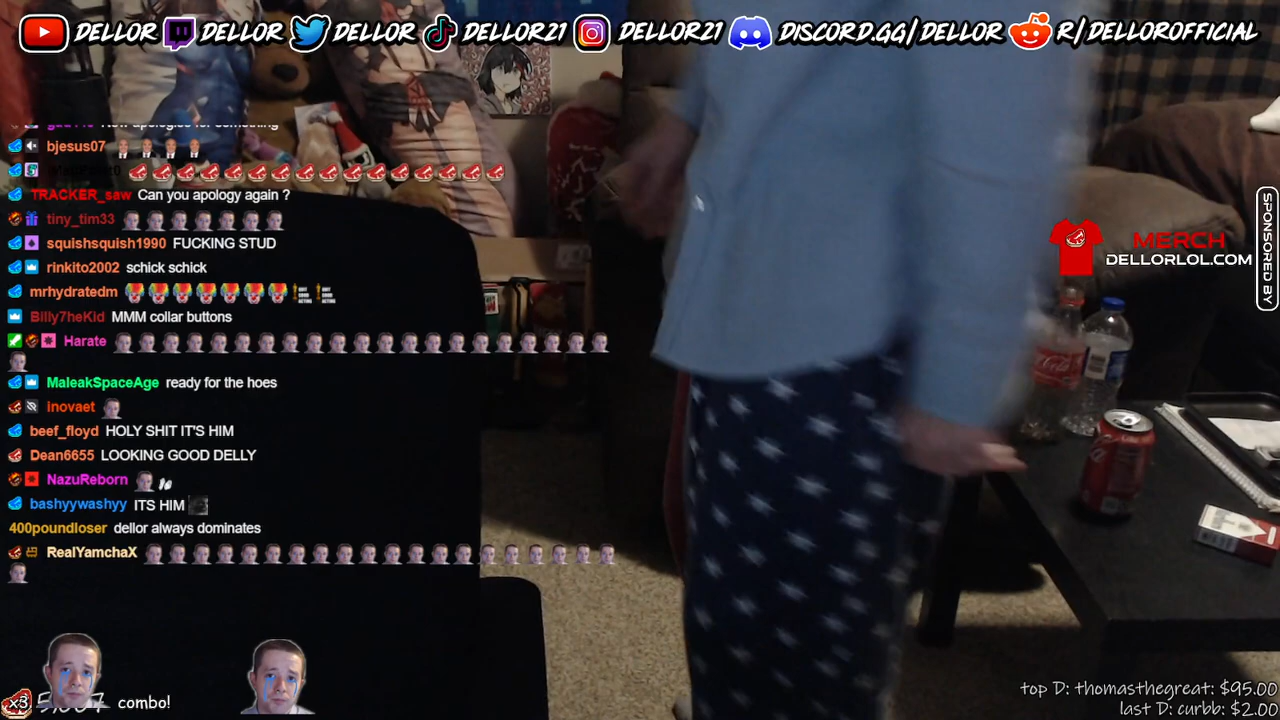 DELLOR DELLOR DELLOR DELLOR21 DELLOR21 DISCORD.GG/DELLOR R/DELLOROFFICIAL
bjesus07
TRACKER_saw Can you apology again ?
tiny_tim33
squishsquish1990 FUCKING STUD
rinkito2002 schick schick
mrhydratedm
Billy7heKid MMM collar buttons
Harate
MaleakSpaceAge ready for the hoes
inovaet
beef_floyd HOLY SHIT IT'S HIM
Dean6655 LOOKING GOOD DELLY
NazuReborn
bashyywashyy ITS HIM
400poundloser dellor always dominates
RealYamchaX
combo!
MERCH
DELLORLOL.COM
SPONSORED BY
Coca-Cola
top D: thomasthegreat: $95.00
last D: curbb: $2.00